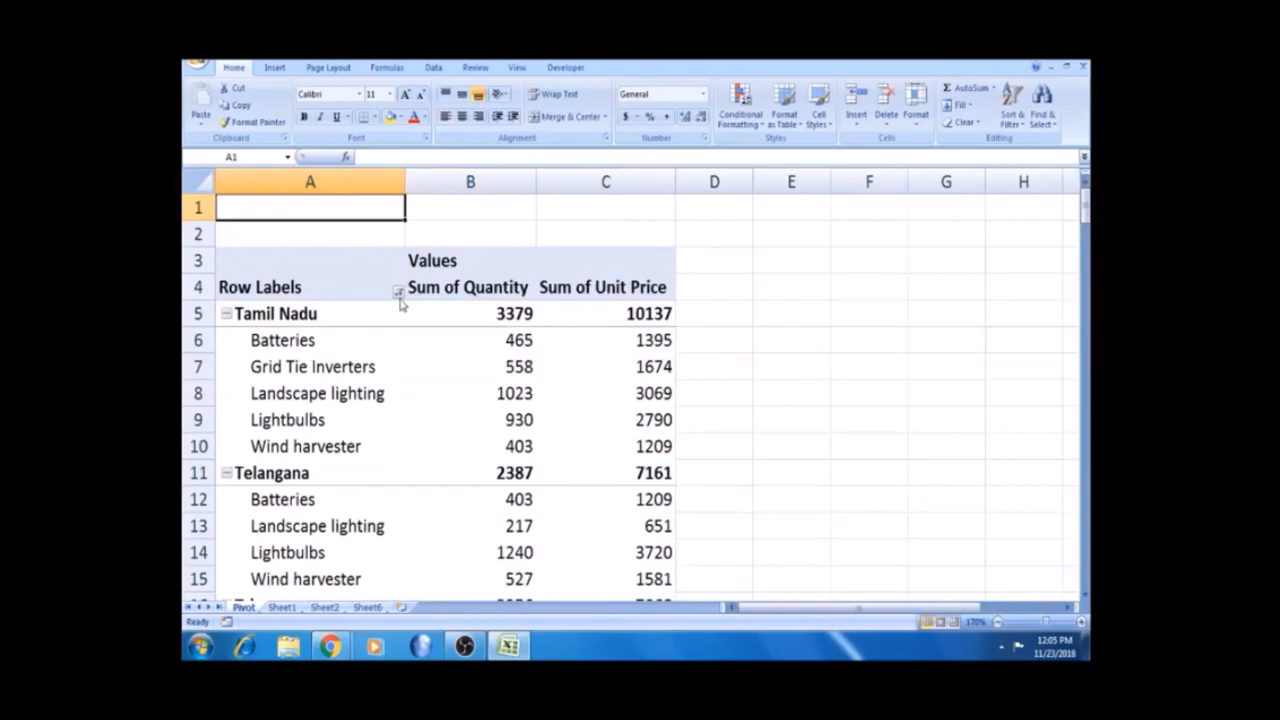 Home Insert Page Layout Formulas Data Review View Developer
Cut
Copy
Format Painter
Paste
Clipboard
Calibri 11
B I U
Font
Wrap Text
Merge & Center
Alignment
General
$ % ,
Number
Conditional Formatting
Format as Table
Cell Styles
Styles
Insert Delete Format
Cells
AutoSum
Fill
Clear
Sort & Filter
Find & Select
Editing
A1 fx
A B C D E F G H
1
2
3 Values
4 Row Labels Sum of Quantity Sum of Unit Price
5 Tamil Nadu 3379 10137
6 Batteries 465 1395
7 Grid Tie Inverters 558 1674
8 Landscape lighting 1023 3069
9 Lightbulbs 930 2790
10 Wind harvester 403 1209
11 Telangana 2387 7161
12 Batteries 403 1209
13 Landscape lighting 217 651
14 Lightbulbs 1240 3720
15 Wind harvester 527 1581
Pivot Sheet1 Sheet2 Sheet6
Ready 170%
12:05 PM
11/23/2018